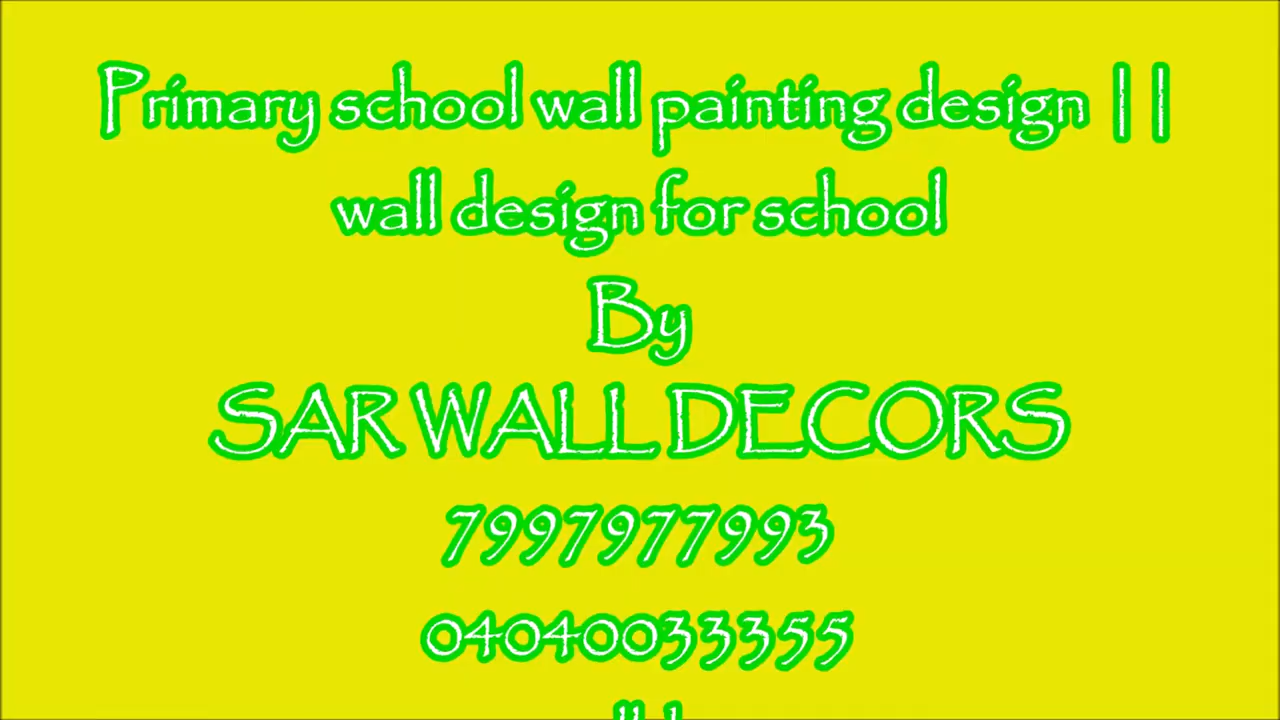 Primary school wall painting design ||
wall design for school
By
SAR WALL DECORS
7997977993
04040033355